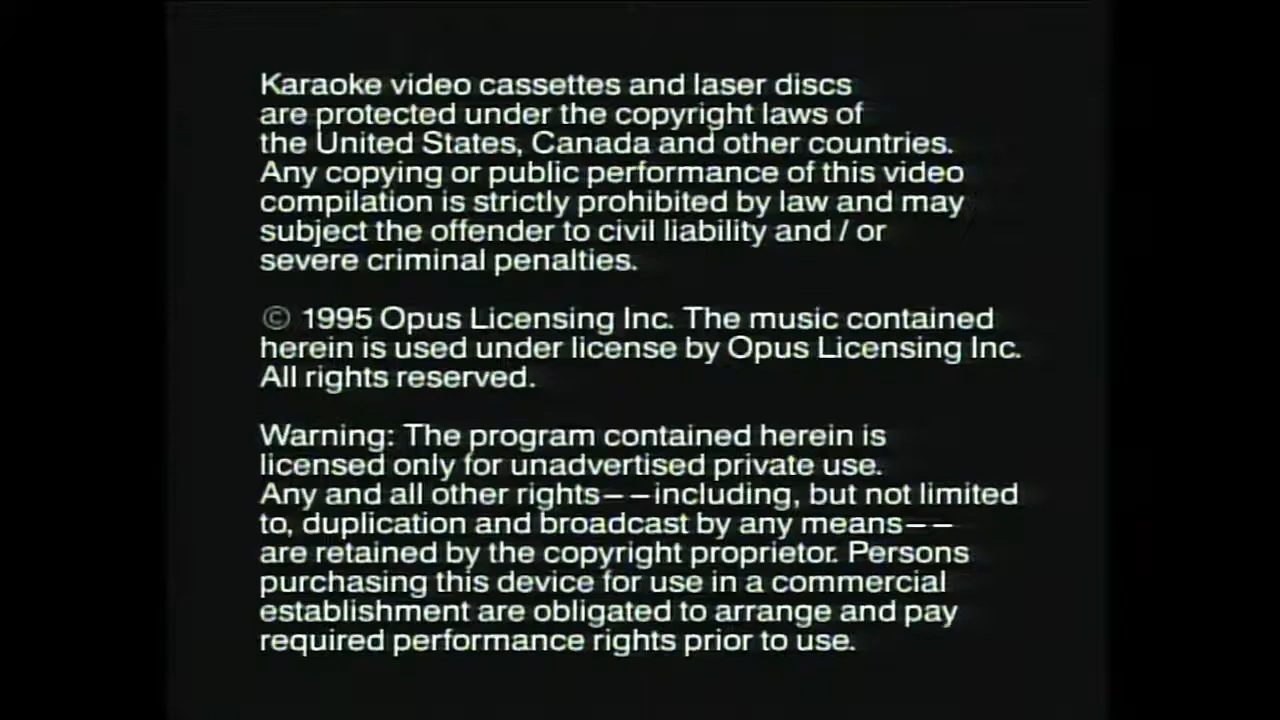 Karaoke video cassettes and laser discs
are protected under the copyright laws of
the United States, Canada and other countries.
Any copying or public performance of this video
compilation is strictly prohibited by law and may
subject the offender to civil liability and / or
severe criminal penalties.
© 1995 Opus Licensing Inc. The music contained
herein is used under license by Opus Licensing Inc.
All rights reserved.
Warning: The program contained herein is
licensed only for unadvertised private use.
Any and all other rights––including, but not limited
to, duplication and broadcast by any means––
are retained by the copyright proprietor. Persons
purchasing this device for use in a commercial
establishment are obligated to arrange and pay
required performance rights prior to use.